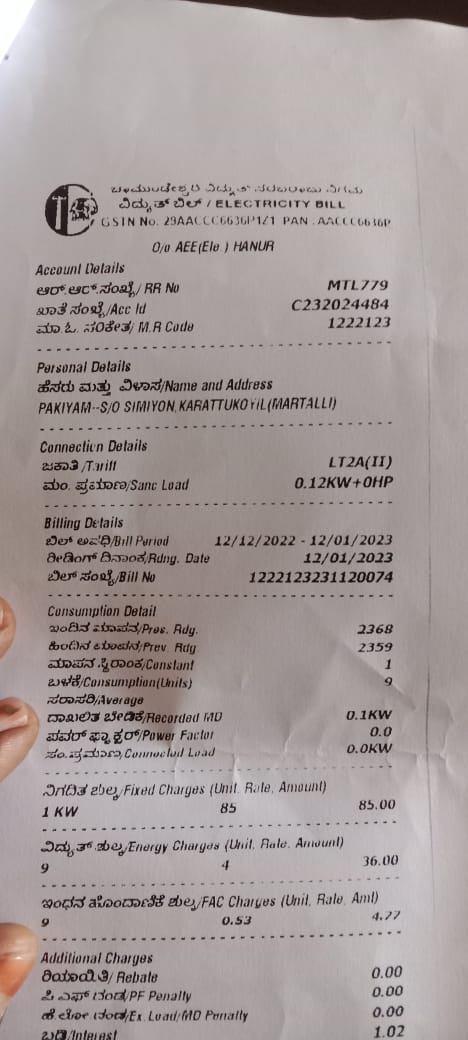 ಚಾಮುಂಡೇಶ್ವರಿ ವಿದ್ಯುತ್ ಸರಬರಾಜು ನಿಗಮ
ವಿದ್ಯುತ್ ಬಿಲ್ / ELECTRICITY BILL
GSTN No. 29AACCC6636P1Z1 PAN . AACCC6636P
O/o AEE(Ele.) HANUR
Account Details
ಆರ್.ಆರ್.ಸಂಖ್ಯೆ/ RR No MTL779
ಖಾತೆ ಸಂಖ್ಯೆ/Acc Id C232024484
ಮಾ.ಓ. ಸಂಕೇತ/ M.R Code 1222123
Personal Details
ಹೆಸರು ಮತ್ತು ವಿಳಾಸ/Name and Address
PAKIYAM--S/O SIMIYON,KARATTUKOYIL(MARTALLI)
Connection Details
ಜಕಾತಿ /Tariff LT2A(II)
ಮಂ. ಪ್ರಮಾಣ/Sanc Load 0.12KW+0HP
Billing Details
ಬಿಲ್ ಅವಧಿ/Bill Period 12/12/2022 - 12/01/2023
ರೀಡಿಂಗ್ ದಿನಾಂಕ/Rdng. Date 12/01/2023
ಬಿಲ್ ಸಂಖ್ಯೆ/Bill No 1222123231120074
Consumption Detail
ಇಂದಿನ ಮಾಪನ/Pres. Rdg. 2368
ಹಿಂದಿನ ಮಾಪನ/Prev. Rdg 2359
ಮಾಪನ ಸ್ಥಿರಾಂಕ/Constant 1
ಬಳಕೆ/Consumption(Units) 9
ಸರಾಸರಿ/Average
ದಾಖಲಿತ ಬೇಡಿಕೆ/Recorded MD 0.1KW
ಪವರ್ ಫ್ಯಾಕ್ಟರ್/Power Factor 0.0
ಸಂ.ಪ್ರಮಾಣ/Connected Load 0.0KW
ನಿಗದಿತ ಶುಲ್ಕ/Fixed Charges (Unit, Rate, Amount)
1 KW 85 85.00
ವಿದ್ಯುತ್ ಶುಲ್ಕ/Energy Charges (Unit, Rate. Amount)
9 4 36.00
ಇಂಧನ ಹೊಂದಾಣಿಕೆ ಶುಲ್ಕ/FAC Charges (Unit, Rate, Amt)
9 0.53 4.77
Additional Charges
ರಿಯಾಯಿತಿ/ Rebate 0.00
ಪಿ ಎಫ್ ದಂಡ/PF Penalty 0.00
ಹೆ ಲೋ ದಂಡ/Ex. Load/MD Penalty 0.00
ಬಡ್ಡಿ/Interest 1.02